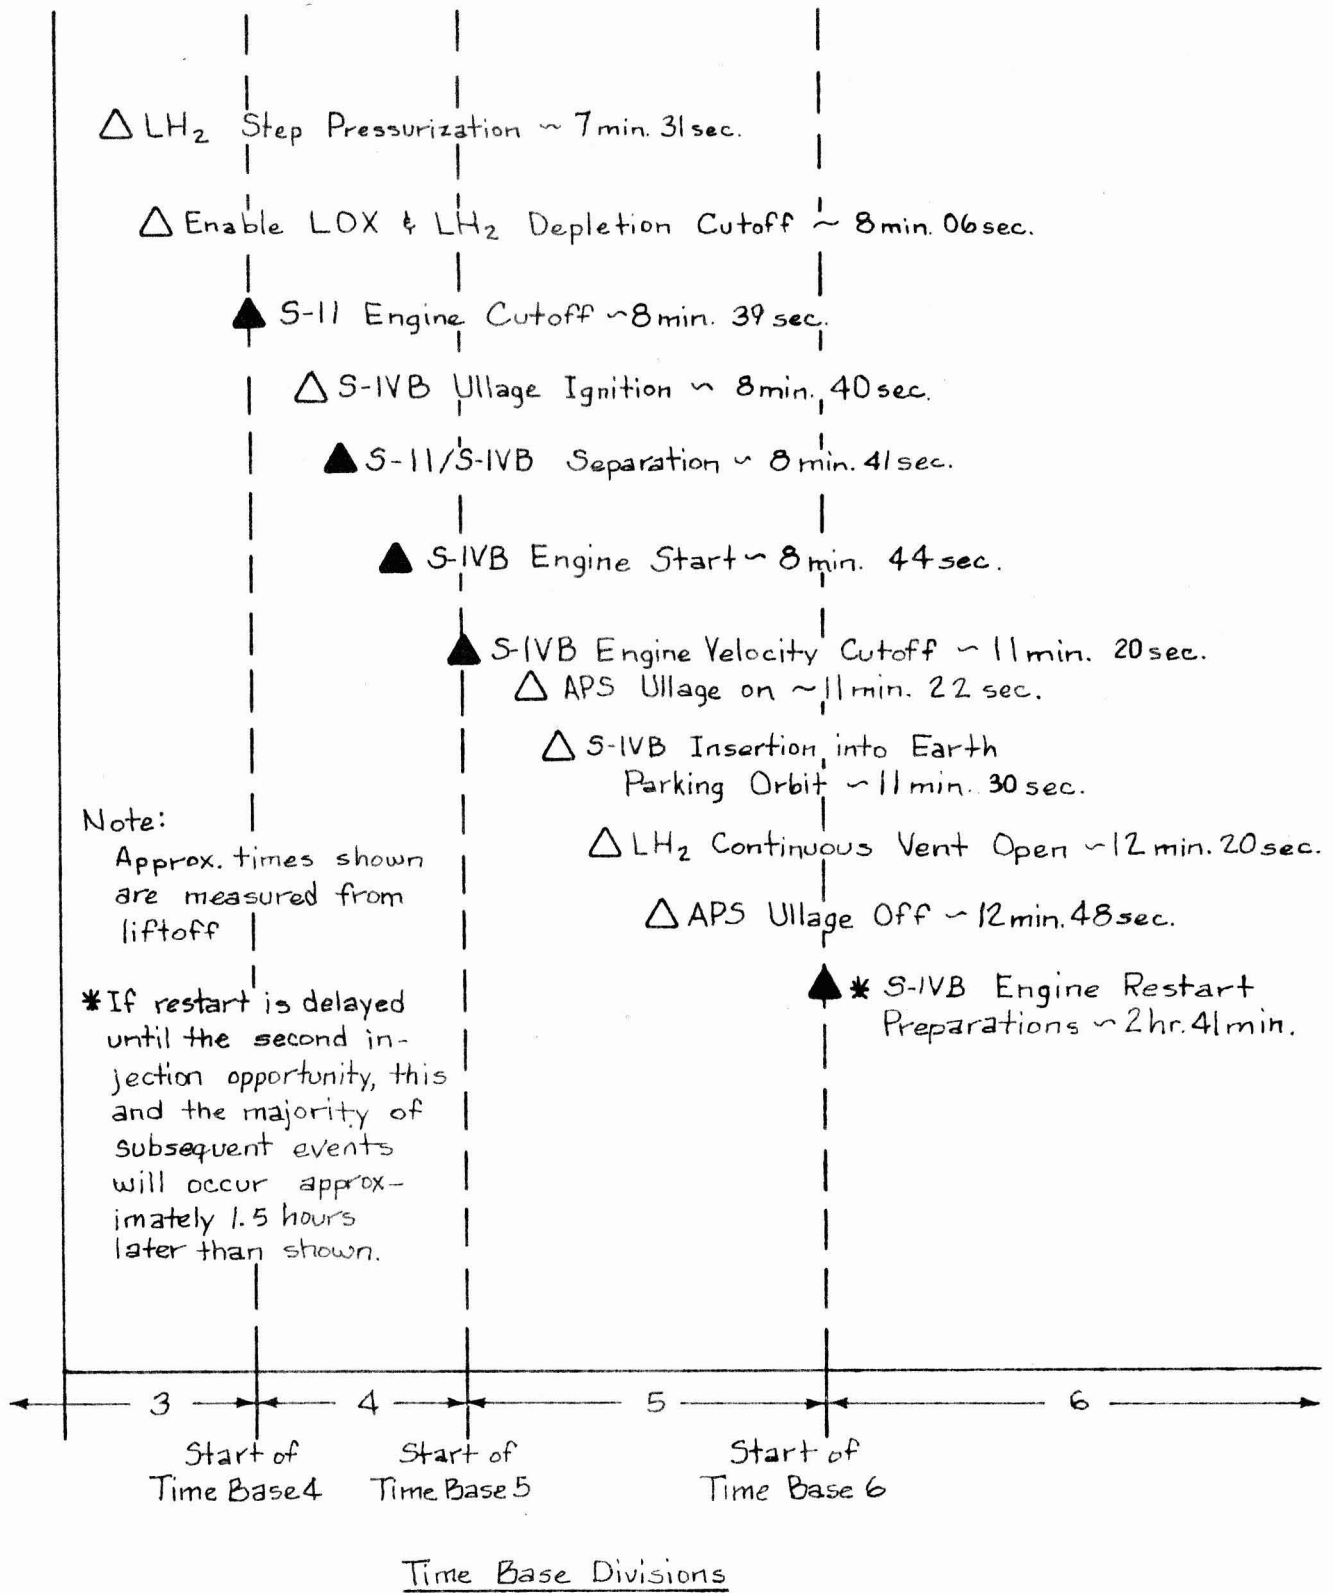 △ LH₂ Step Pressurization ~ 7 min. 31 sec.
△ Enable LOX & LH₂ Depletion Cutoff ~ 8 min. 06 sec.
▲ S-11 Engine Cutoff ~ 8 min. 39 sec.
△ S-IVB Ullage Ignition ~ 8 min. 40 sec.
▲ S-11/S-IVB Separation ~ 8 min. 41 sec.
▲ S-IVB Engine Start ~ 8 min. 44 sec.
▲ S-IVB Engine Velocity Cutoff ~ 11 min. 20 sec.
△ APS Ullage on ~ 11 min. 22 sec.
△ S-IVB Insertion into Earth
Parking Orbit ~ 11 min. 30 sec.
△ LH₂ Continuous Vent Open ~ 12 min. 20 sec.
△ APS Ullage Off ~ 12 min. 48 sec.
▲ * S-IVB Engine Restart
Preparations ~ 2 hr. 41 min.
Note:
Approx. times shown
are measured from
liftoff
* If restart is delayed
until the second in-
jection opportunity, this
and the majority of
subsequent events
will occur approx-
imately 1.5 hours
later than shown.
3 4 5 6
Start of
Time Base 4
Start of
Time Base 5
Start of
Time Base 6
Time Base Divisions